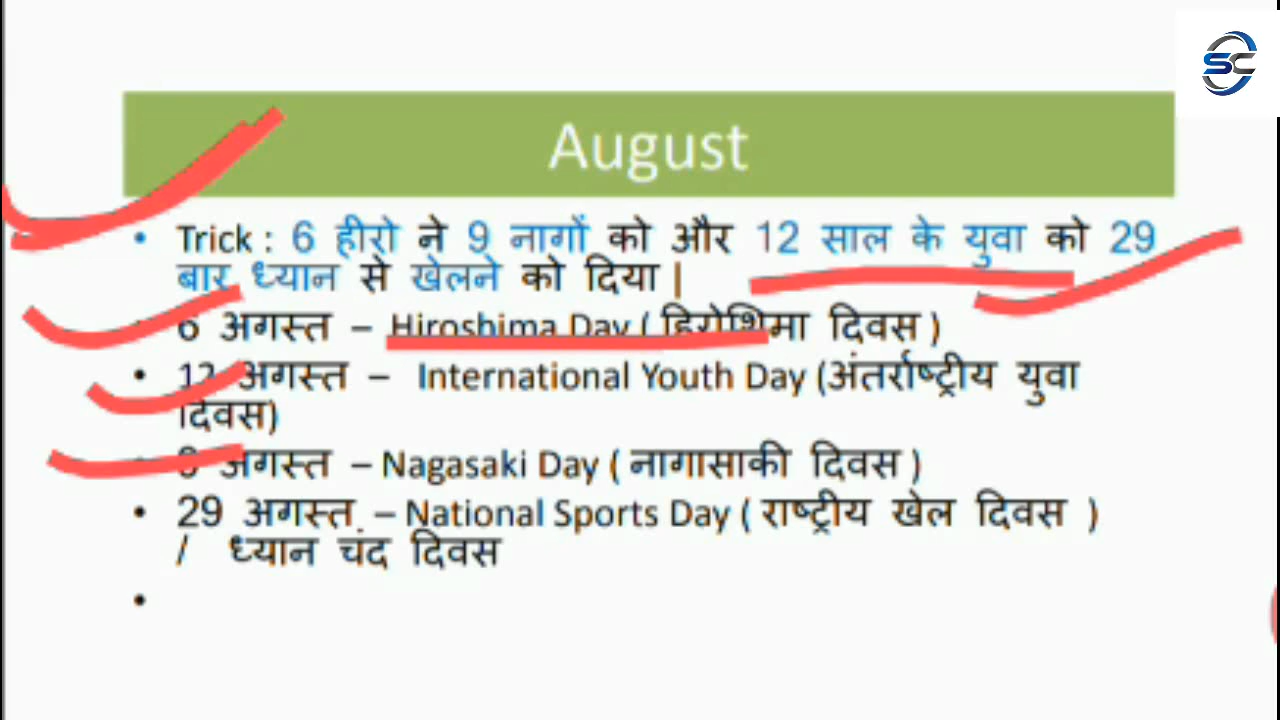 SC
August
• Trick : 6 हीरो ने 9 नागों को और 12 साल के युवा को 29
बार ध्यान से खेलने को दिया |
6 अगस्त – Hiroshima Day ( हिरोशिमा दिवस )
• 12 अगस्त – International Youth Day (अंतर्राष्ट्रीय युवा
दिवस)
अगस्त – Nagasaki Day ( नागासाकी दिवस )
• 29 अगस्त – National Sports Day ( राष्ट्रीय खेल दिवस )
/ ध्यान चंद दिवस
•